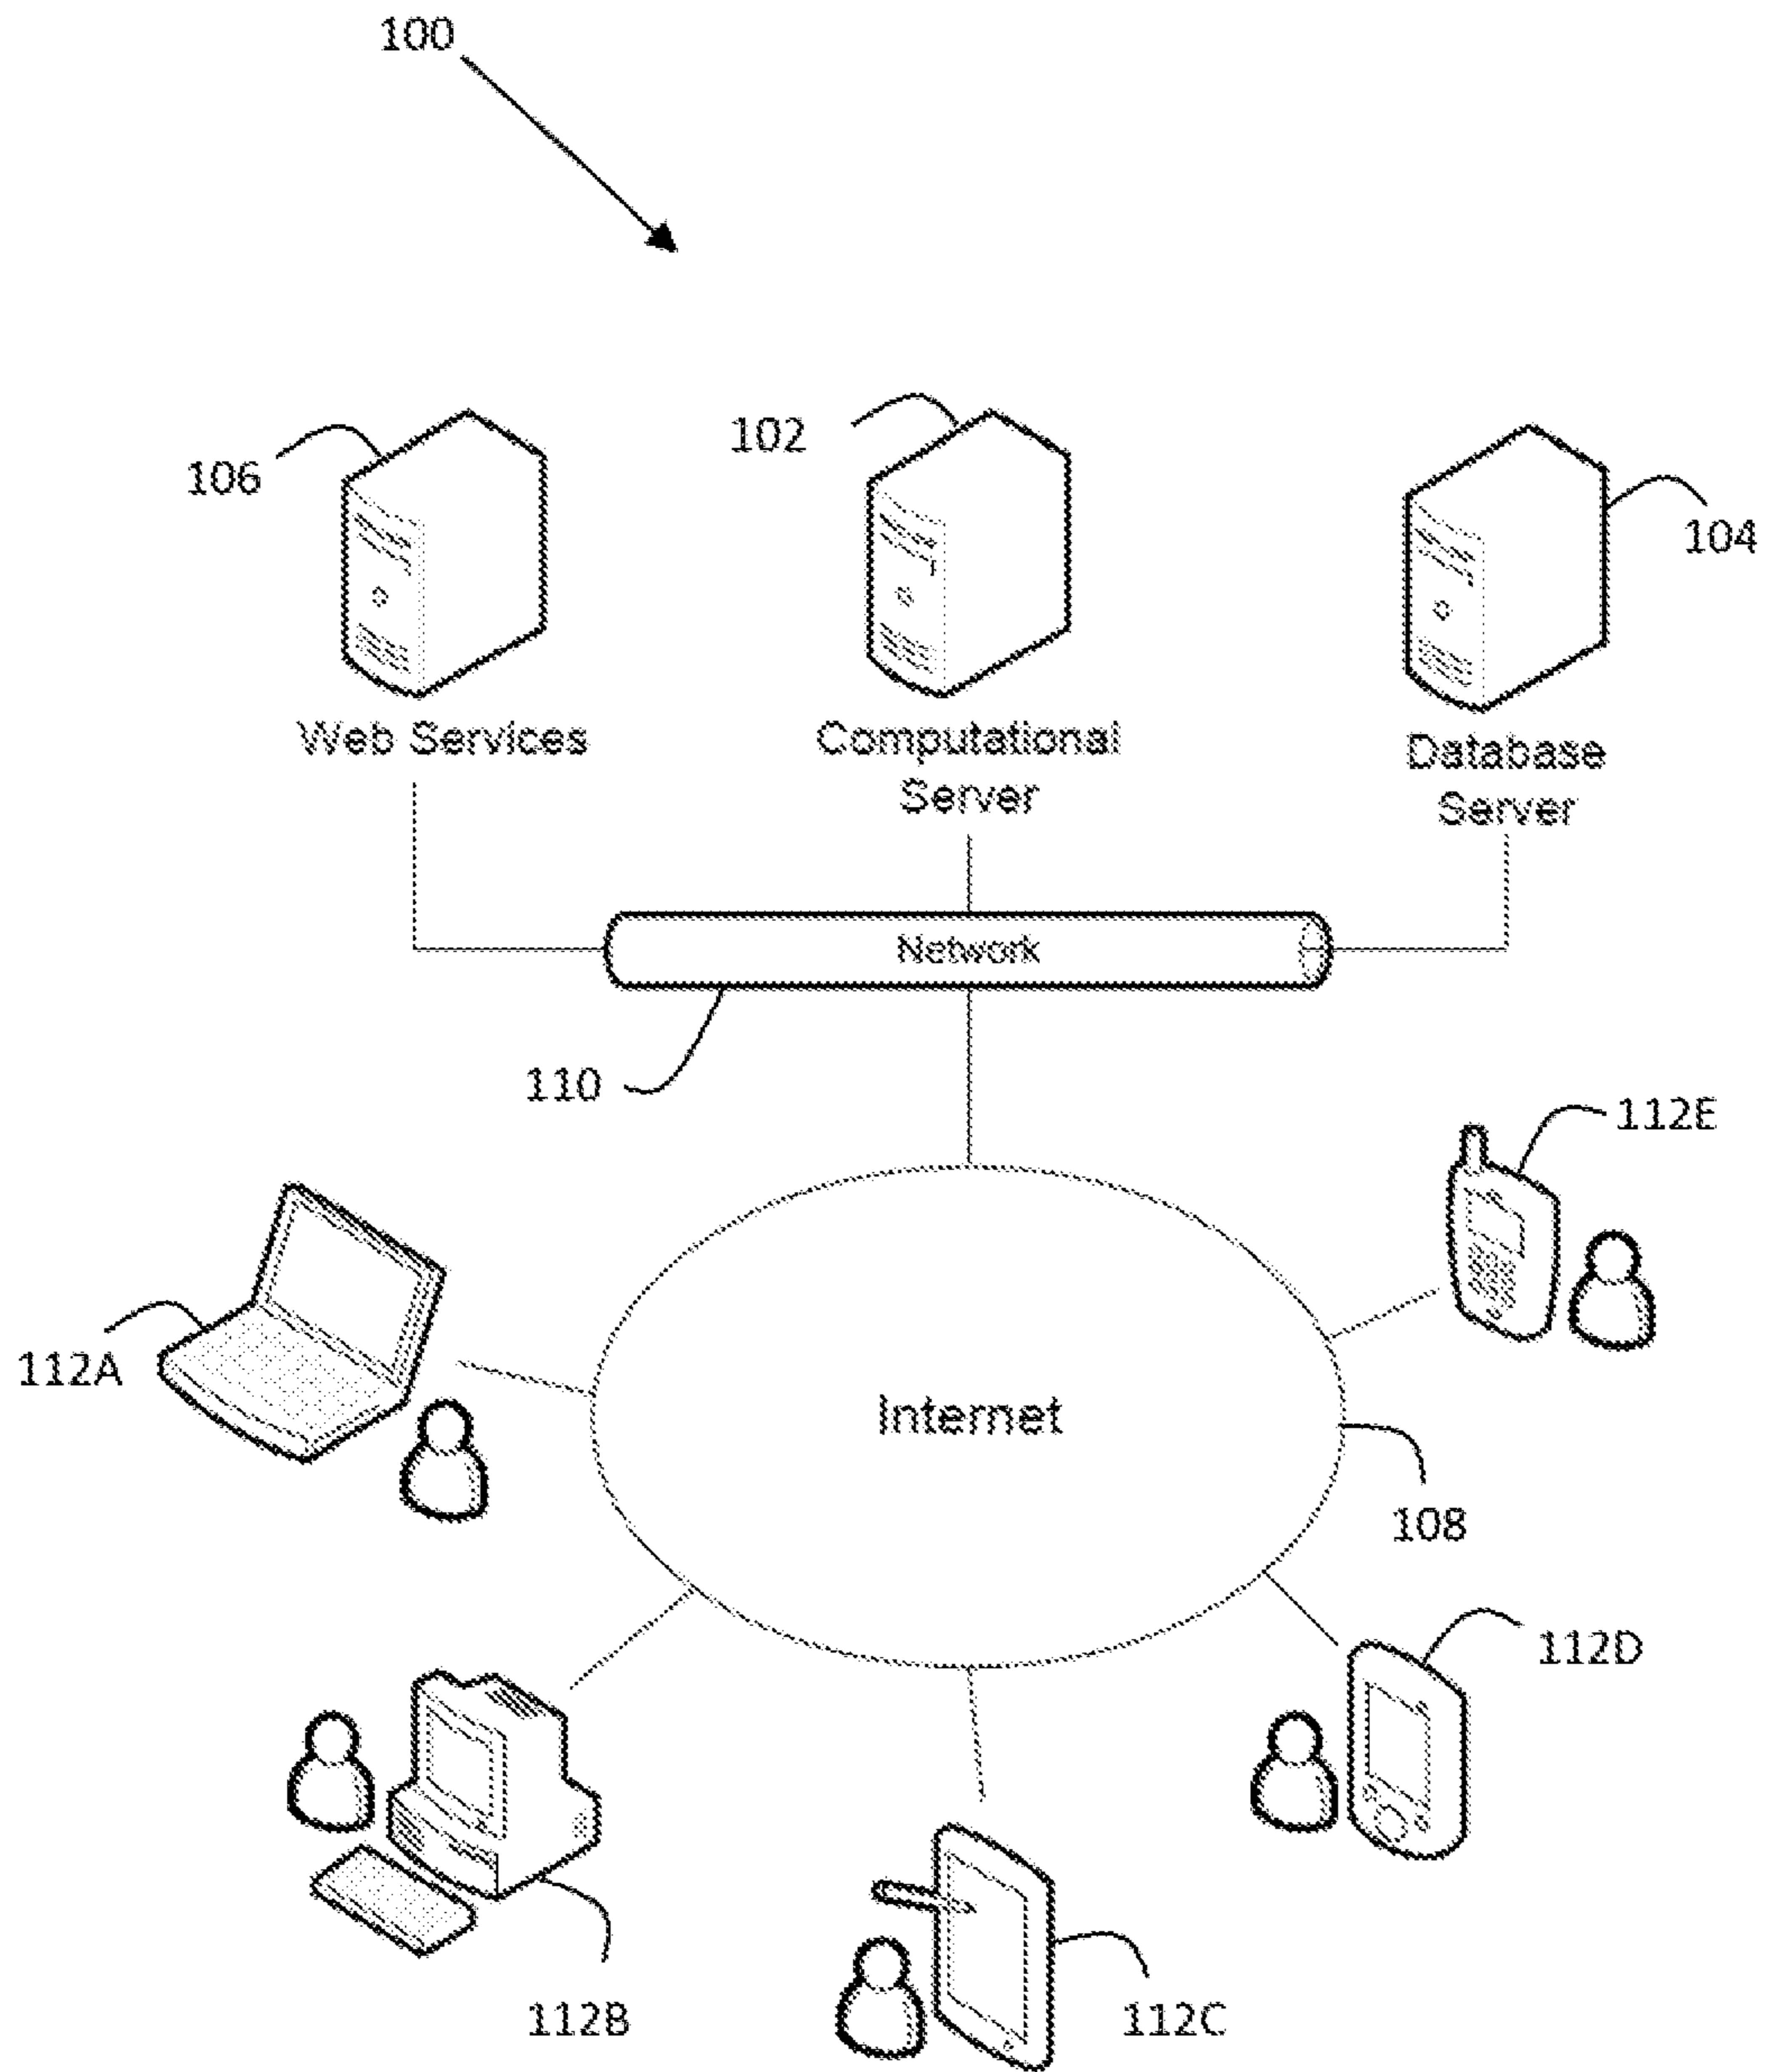 100
106
102
104
Web Services
Computational
Server
Database
Server
Network
110
112E
112A
Internet
108
112D
112B
112C